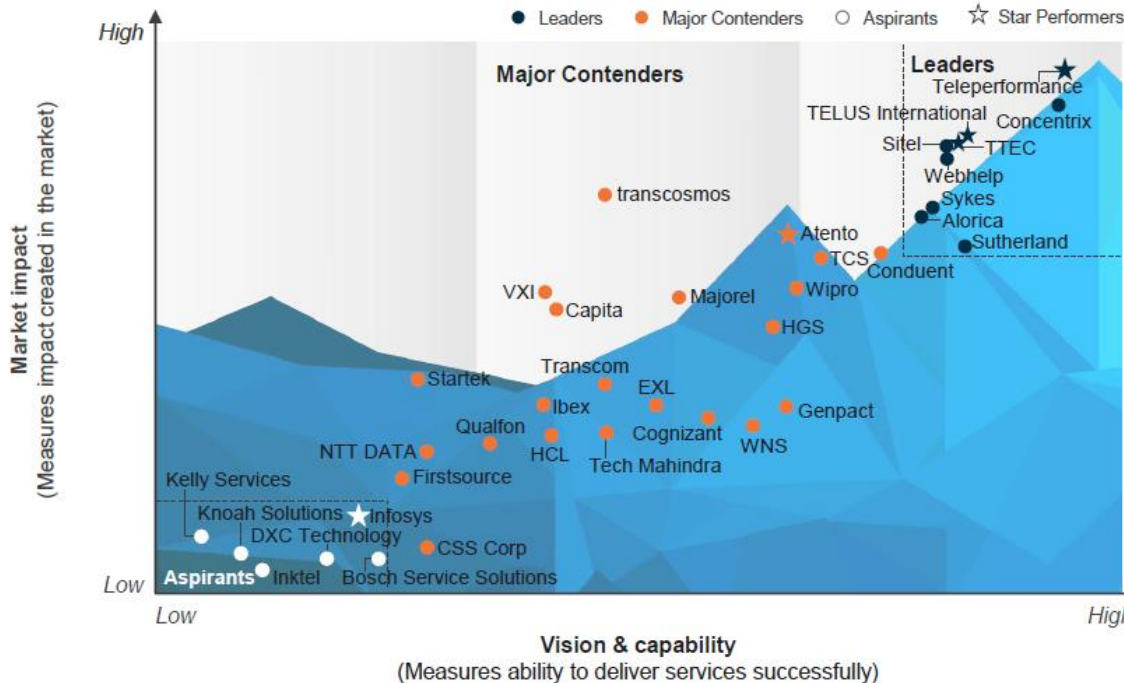 High
Leaders
Major Contenders
Aspirants
Star Performers
Major Contenders
Leaders
Teleperformance
TELUS International
Concentrix
Sitel
TTEC
Webhelp
transcosmos
Sykes
Alorica
Atento
Sutherland
TCS
Conduent
VXI
Capita
Majorel
Wipro
HGS
Startek
Transcom
EXL
Ibex
Genpact
Qualfon
Cognizant
WNS
NTT DATA
HCL
Tech Mahindra
Kelly Services
Firstsource
Knoah Solutions
Infosys
DXC Technology
CSS Corp
Aspirants
Inktel
Bosch Service Solutions
Market impact
(Measures impact created in the market)
Low
Low
High
Vision & capability
(Measures ability to deliver services successfully)